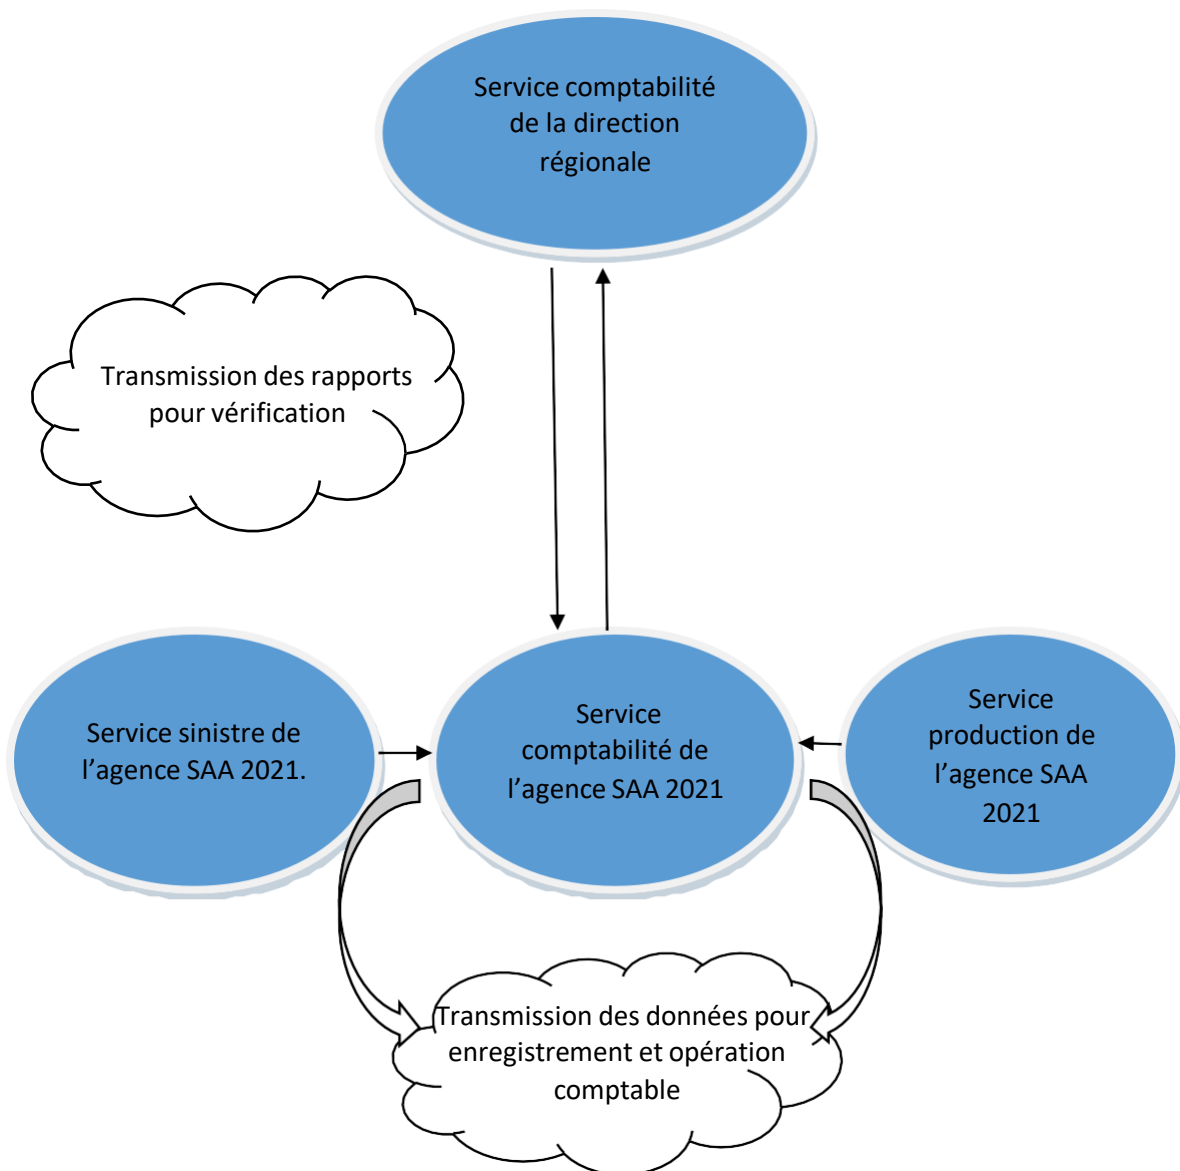 Service comptabilité
de la direction
régionale
Transmission des rapports
pour vérification
Service sinistre de
l’agence SAA 2021.
Service
comptabilité de
l’agence SAA 2021
Service
production de
l’agence SAA
2021
Transmission des données pour
enregistrement et opération
comptable